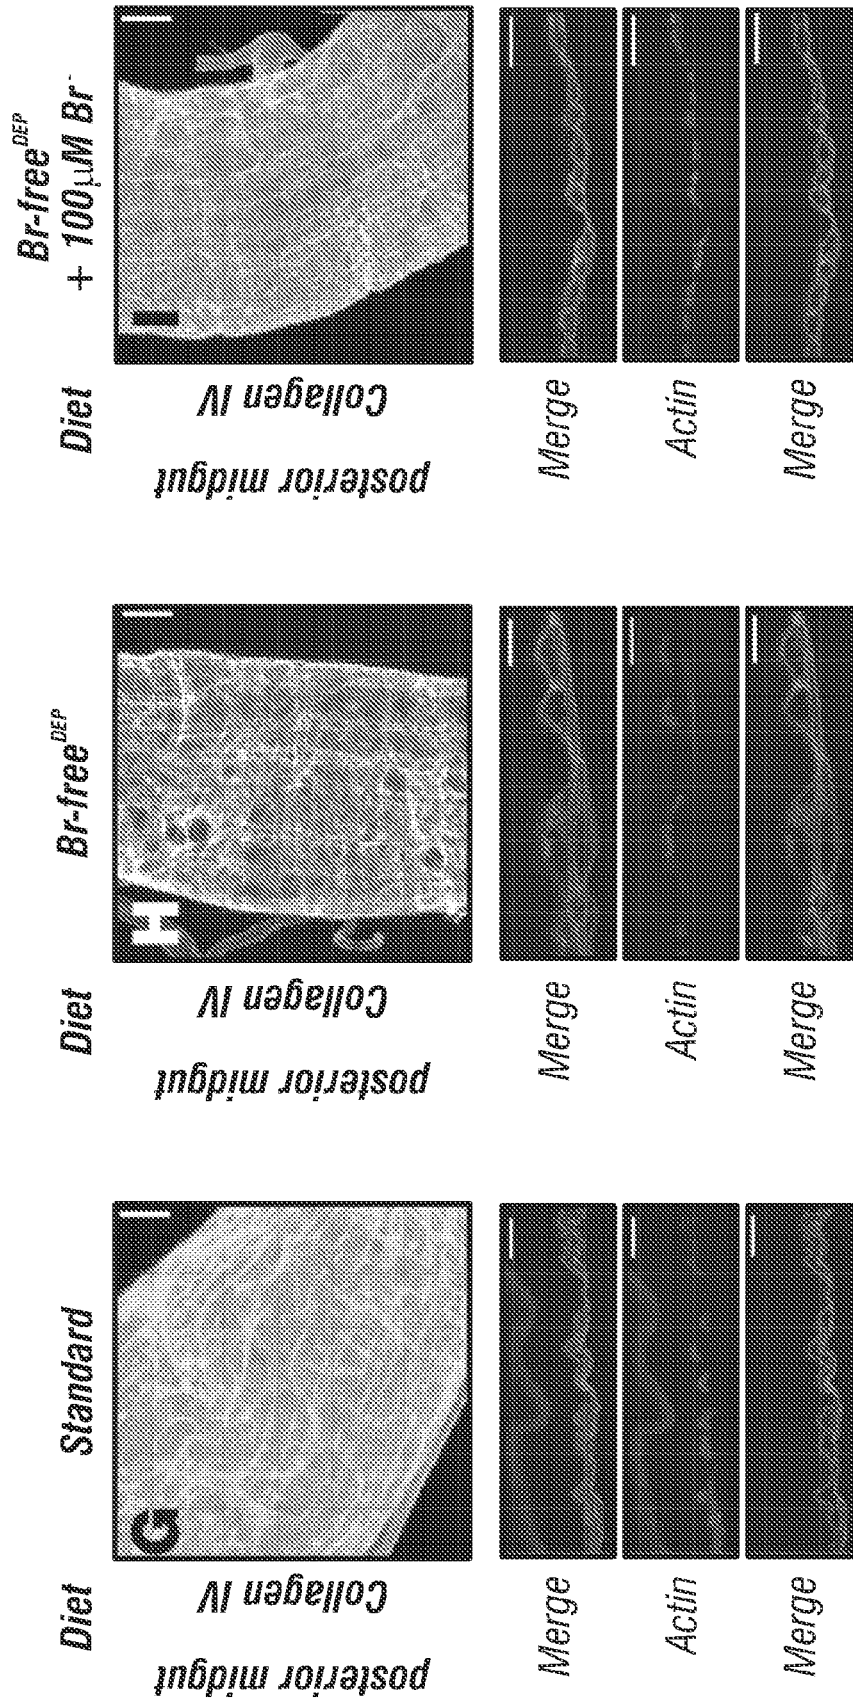 Diet
Standard
posterior midgut
Collagen IV
G
Merge
Actin
Merge
Diet
Br-free^DEP
posterior midgut
Collagen IV
H
Merge
Actin
Merge
Diet
Br-free^DEP
+ 100µM Br⁻
posterior midgut
Collagen IV
I
Merge
Actin
Merge